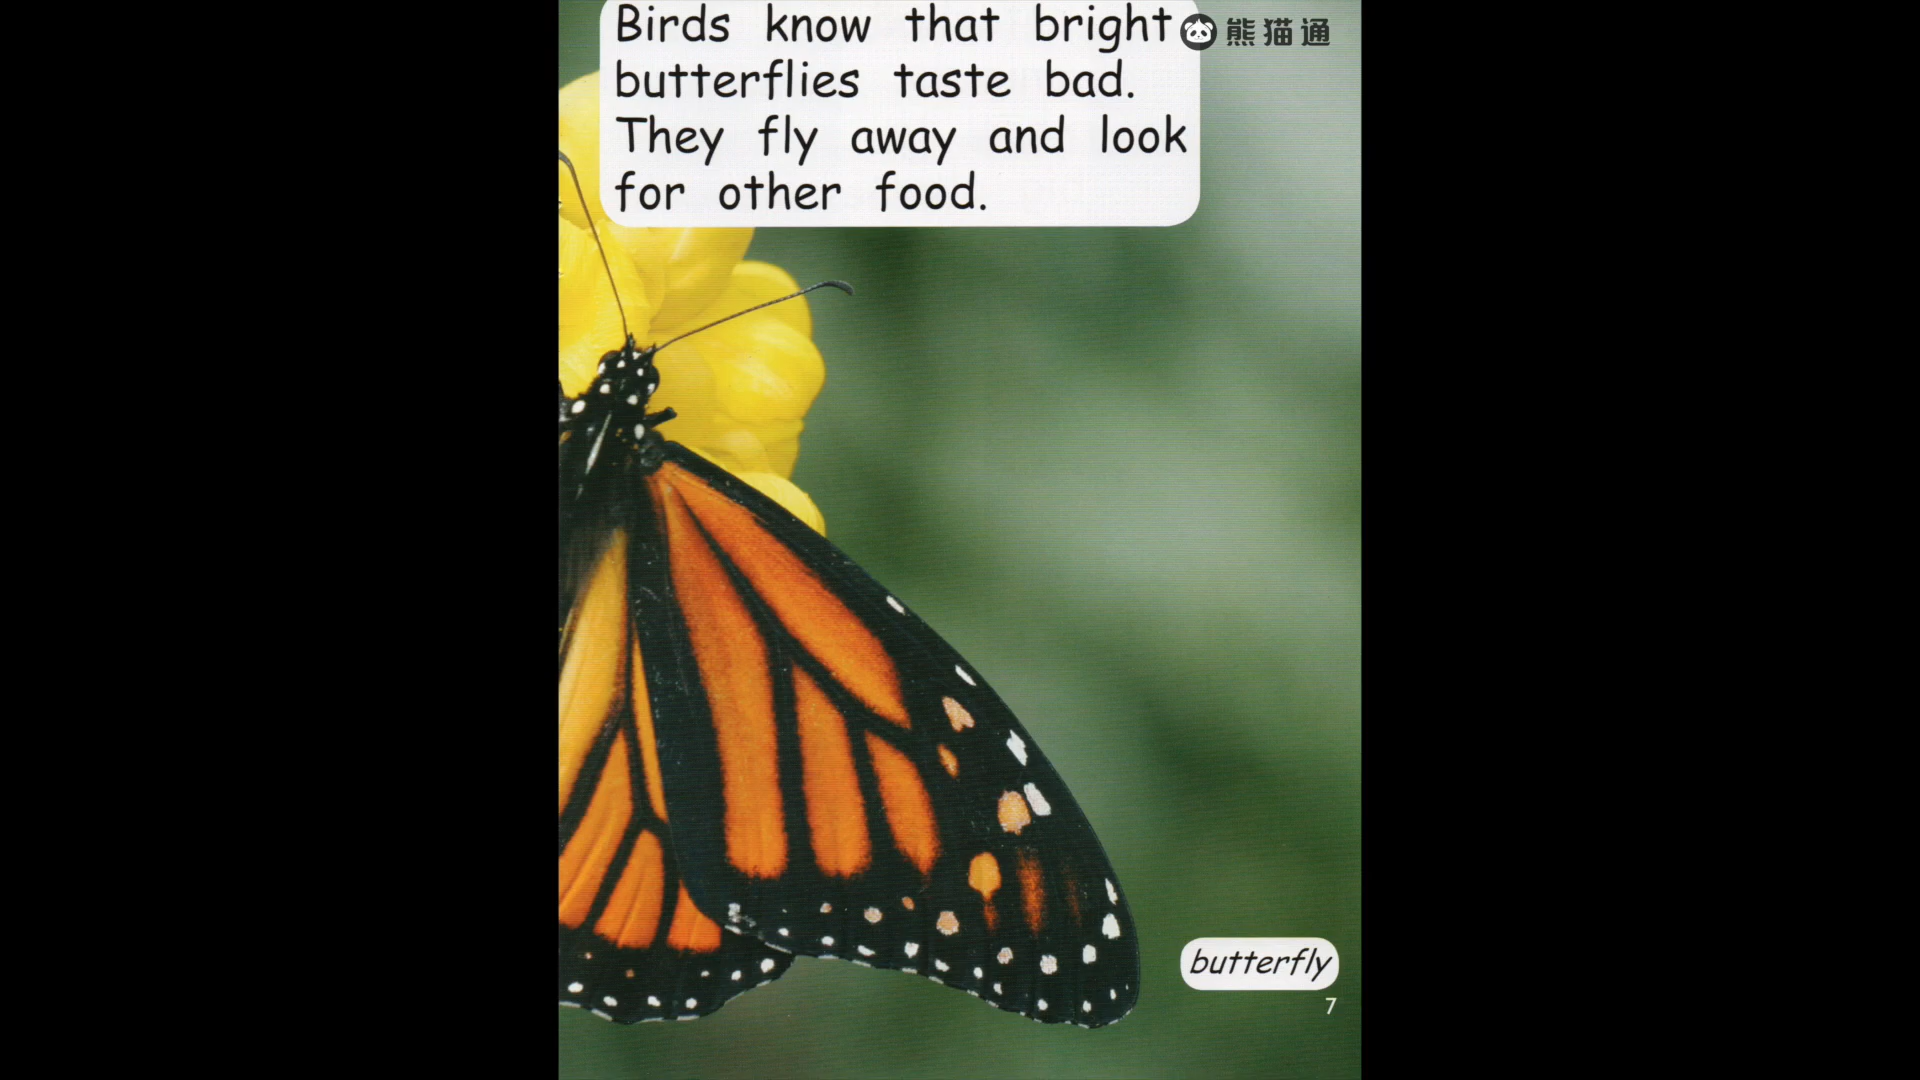 Birds know that bright
butterflies taste bad.
They fly away and look
for other food.
熊猫通
butterfly
7